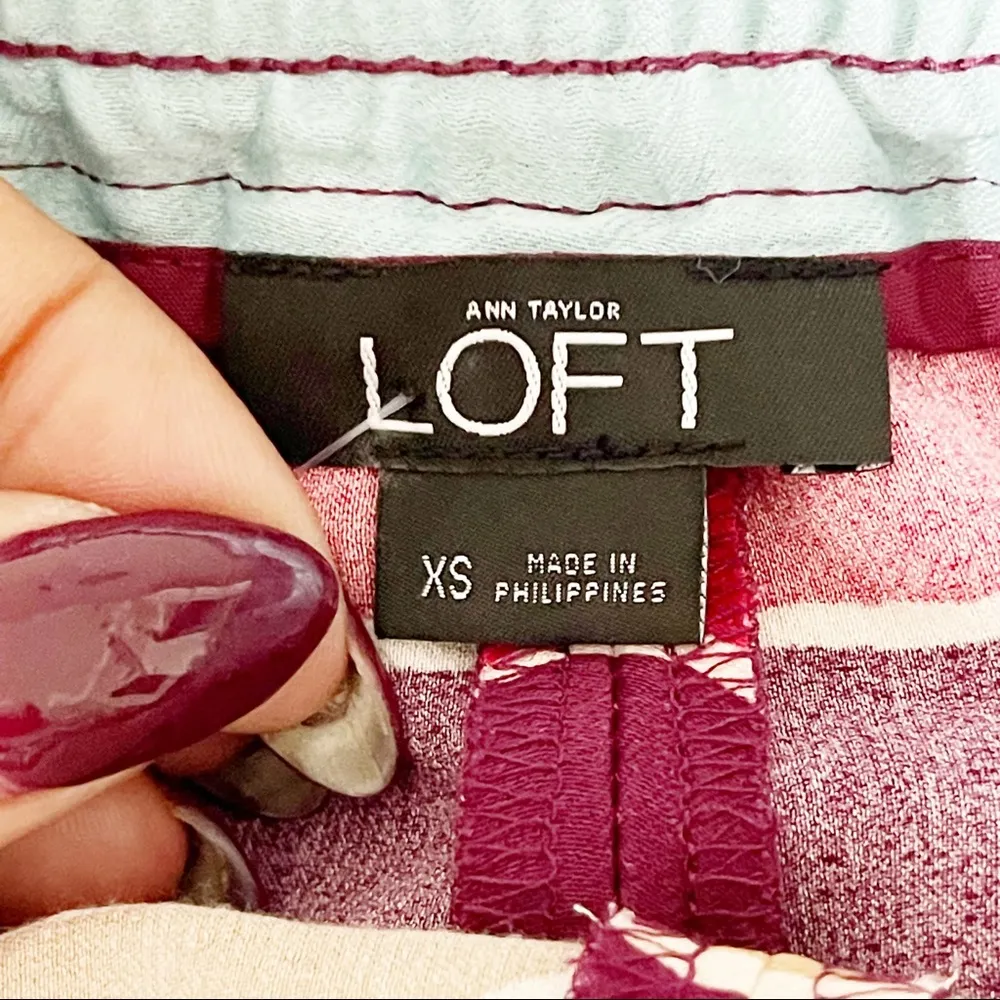 ANN TAYLOR
LOFT
XS MADE IN
PHILIPPINES